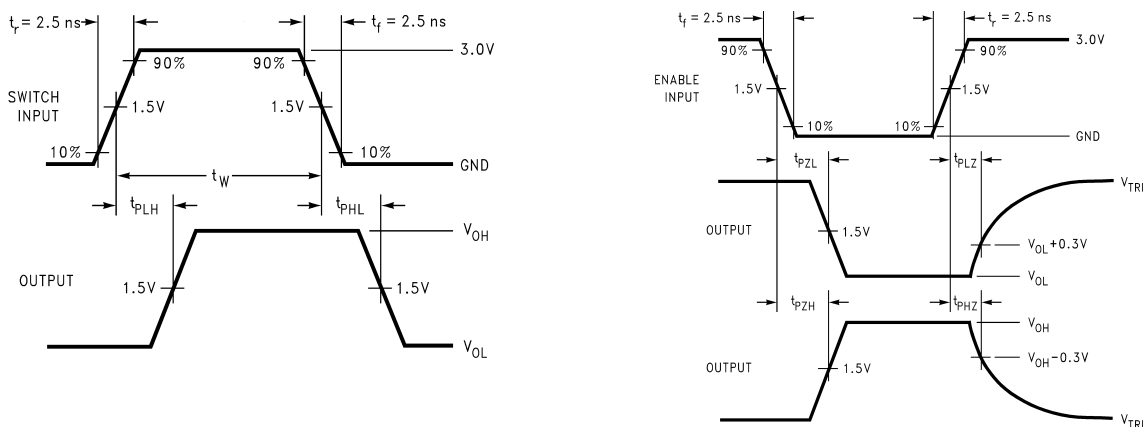 t_r = 2.5 ns
t_f = 2.5 ns
3.0V
90%
90%
SWITCH
INPUT
1.5V
1.5V
10%
10%
GND
t_W
t_PLH
t_PHL
V_OH
OUTPUT
1.5V
1.5V
V_OL
t_f = 2.5 ns
t_r = 2.5 ns
3.0V
90%
90%
ENABLE
INPUT
1.5V
1.5V
10%
10%
GND
t_PZL
t_PLZ
V_TRI
OUTPUT
1.5V
V_OL+0.3V
V_OL
t_PZH
t_PHZ
V_OH
V_OH−0.3V
OUTPUT
1.5V
V_TRI